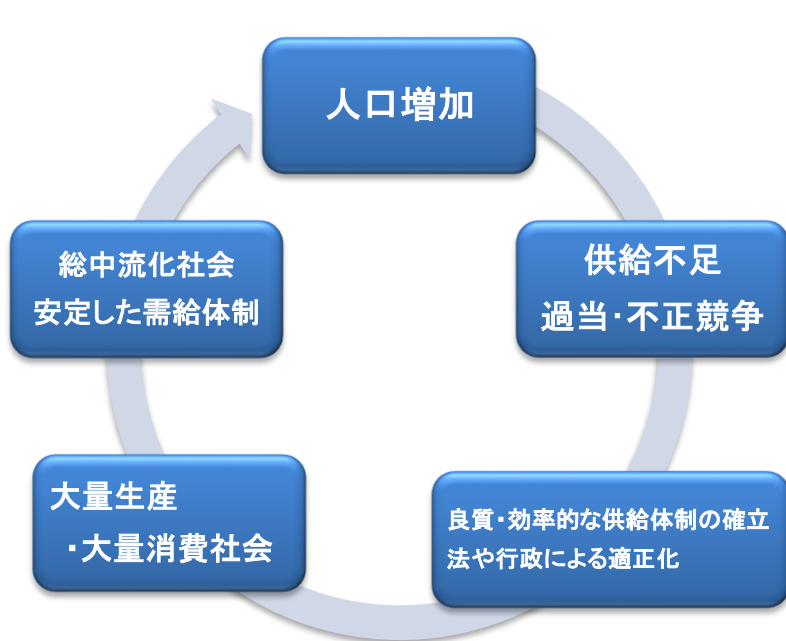 人口増加
供給不足
過当・不正競争
良質・効率的な供給体制の確立
法や行政による適正化
大量生産
・大量消費社会
総中流化社会
安定した需給体制